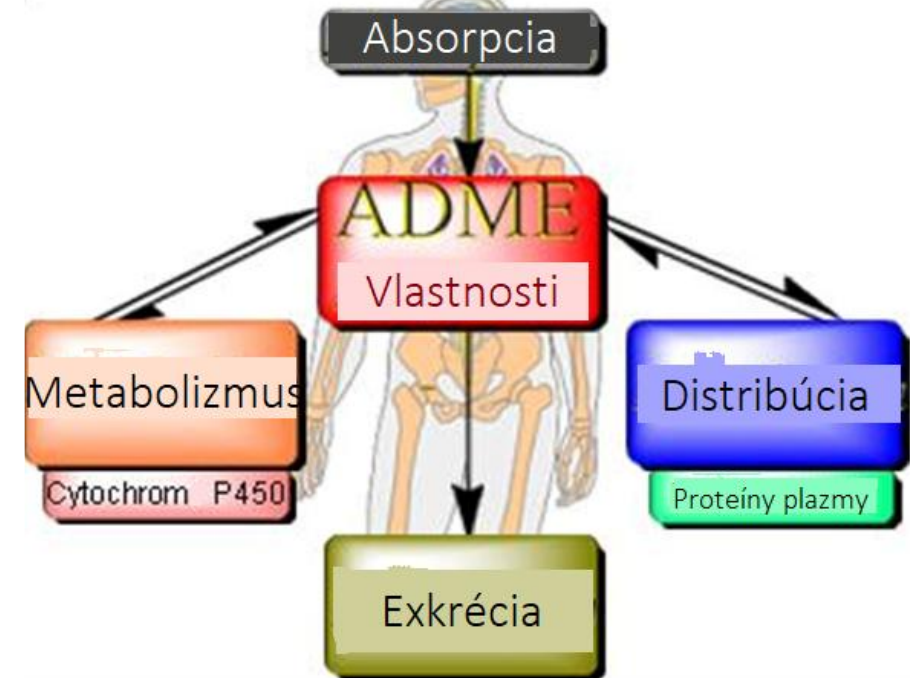 Absorpcia
ADME
Vlastnosti
Metabolizmus
Distribúcia
Cytochrom P450
Proteíny plazmy
Exkrécia